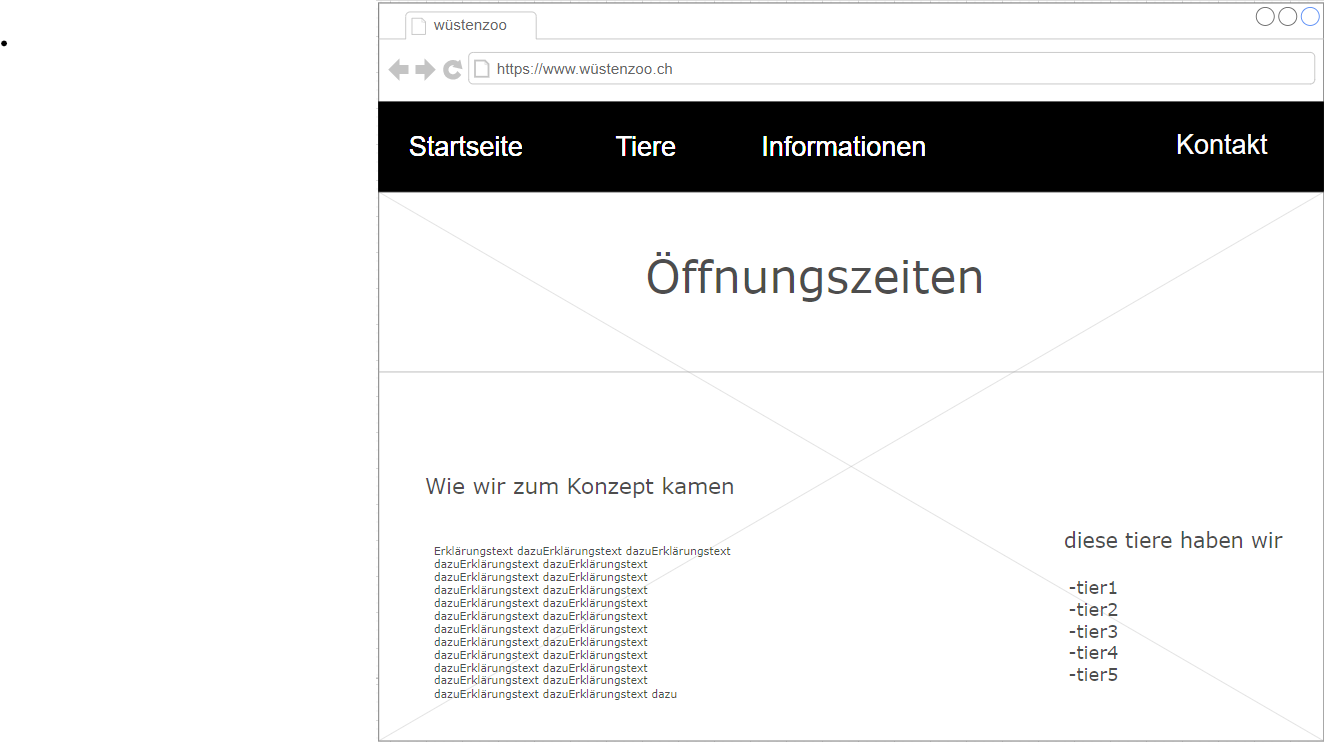 wüstenzoo
https://www.wüstenzoo.ch
Startseite Tiere Informationen Kontakt
Öffnungszeiten
Wie wir zum Konzept kamen
Erklärungstext dazuErklärungstext dazuErklärungstext
dazuErklärungstext dazuErklärungstext
dazuErklärungstext dazuErklärungstext
dazuErklärungstext dazuErklärungstext
dazuErklärungstext dazuErklärungstext
dazuErklärungstext dazuErklärungstext
dazuErklärungstext dazuErklärungstext
dazuErklärungstext dazuErklärungstext
dazuErklärungstext dazuErklärungstext
dazuErklärungstext dazuErklärungstext
dazuErklärungstext dazuErklärungstext
dazuErklärungstext dazuErklärungstext dazu
diese tiere haben wir
-tier1
-tier2
-tier3
-tier4
-tier5